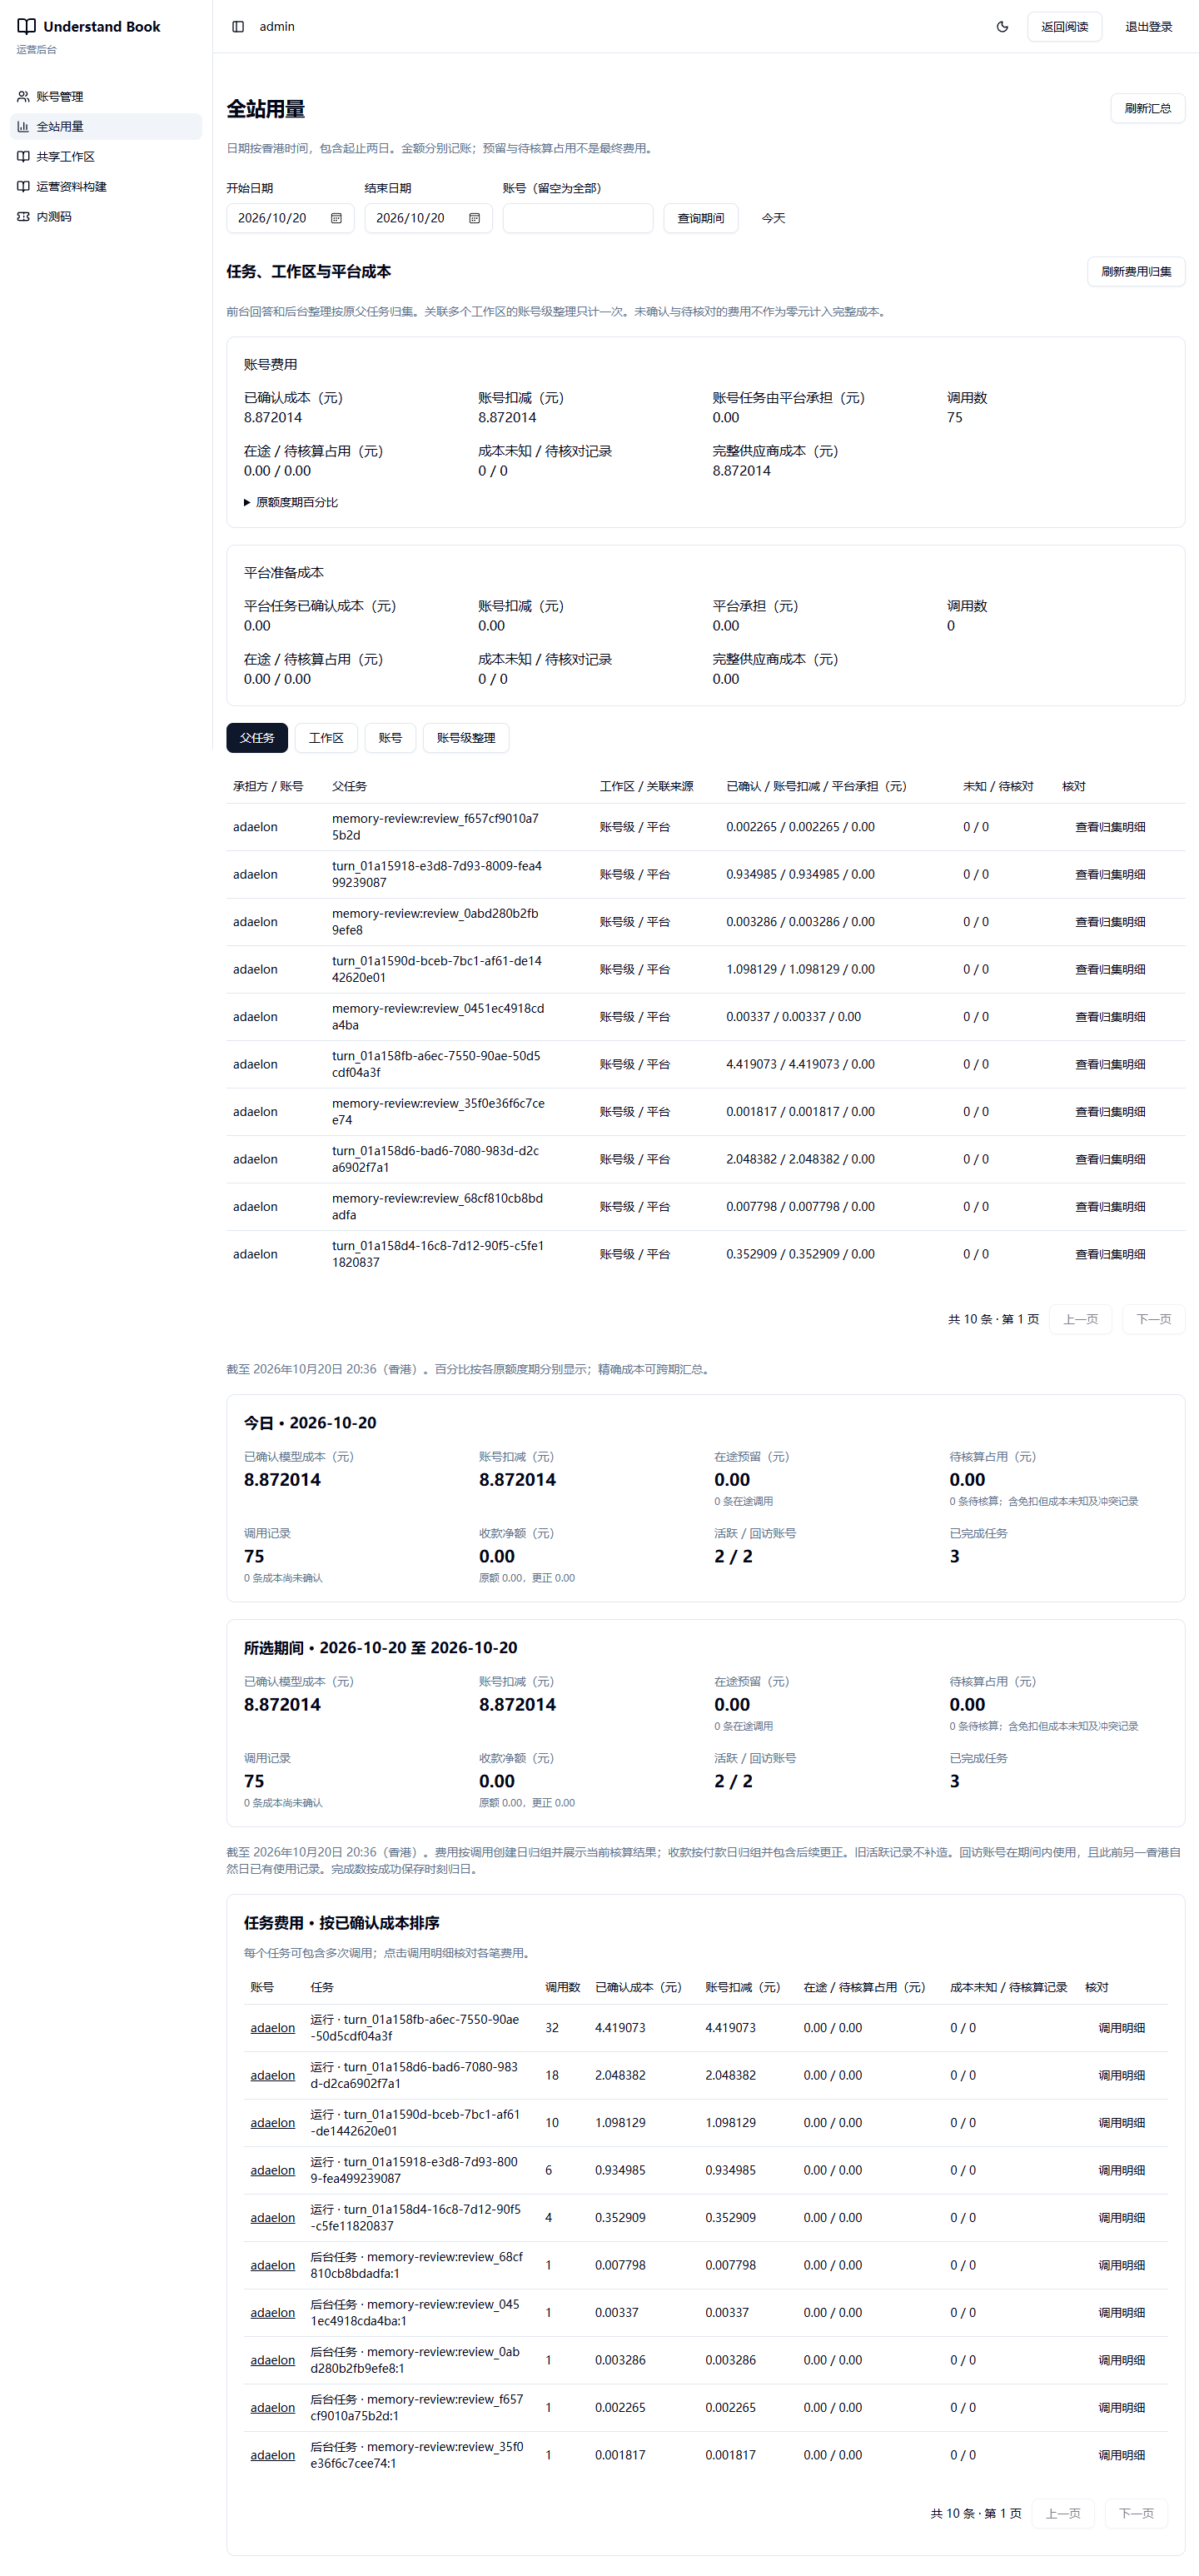 Understand Book
运营后台
账号管理
全站用量
共享工作区
运营资料构建
内测码
admin
返回阅读
退出登录
全站用量
刷新汇总
日期按香港时间，包含起止两日。金额分别记账；预留与待核算占用不是最终费用。
开始日期
结束日期
账号（留空为全部）
2026/10/20
2026/10/20
查询期间
今天
任务、工作区与平台成本
刷新费用归集
前台回答和后台整理按原父任务归集。关联多个工作区的账号级整理只计一次。未确认与待核对的费用不作为零元计入完整成本。
账号费用
已确认成本（元） 账号扣减（元） 账号任务由平台承担（元） 调用数
8.872014 8.872014 0.00 75
在途 / 待核算占用（元） 成本未知 / 待核对记录 完整供应商成本（元）
0.00 / 0.00 0 / 0 8.872014
▶ 原额度期百分比
平台准备成本
平台任务已确认成本（元） 账号扣减（元） 平台承担（元） 调用数
0.00 0.00 0.00 0
在途 / 待核算占用（元） 成本未知 / 待核对记录 完整供应商成本（元）
0.00 / 0.00 0 / 0 0.00
父任务 工作区 账号 账号级整理
承担方 / 账号 父任务 工作区 / 关联来源 已确认 / 账号扣减 / 平台承担（元） 未知 / 待核对 核对
adaelon memory-review:review_f657cf9010a7 账号级 / 平台 0.002265 / 0.002265 / 0.00 0 / 0 查看归集明细
5b2d
adaelon turn_01a15918-e3d8-7d93-8009-fea4 账号级 / 平台 0.934985 / 0.934985 / 0.00 0 / 0 查看归集明细
99239087
adaelon memory-review:review_0abd280b2fb 账号级 / 平台 0.003286 / 0.003286 / 0.00 0 / 0 查看归集明细
9efe8
adaelon turn_01a1590d-bceb-7bc1-af61-de14 账号级 / 平台 1.098129 / 1.098129 / 0.00 0 / 0 查看归集明细
42620e01
adaelon memory-review:review_0451ec4918cd 账号级 / 平台 0.00337 / 0.00337 / 0.00 0 / 0 查看归集明细
a4ba
adaelon turn_01a158fb-a6ec-7550-90ae-50d5 账号级 / 平台 4.419073 / 4.419073 / 0.00 0 / 0 查看归集明细
cdf04a3f
adaelon memory-review:review_35f0e36f6c7ce 账号级 / 平台 0.001817 / 0.001817 / 0.00 0 / 0 查看归集明细
e74
adaelon turn_01a158d6-bad6-7080-983d-d2c 账号级 / 平台 2.048382 / 2.048382 / 0.00 0 / 0 查看归集明细
a6902f7a1
adaelon memory-review:review_68cf810cb8bd 账号级 / 平台 0.007798 / 0.007798 / 0.00 0 / 0 查看归集明细
adfa
adaelon turn_01a158d4-16c8-7d12-90f5-c5fe1 账号级 / 平台 0.352909 / 0.352909 / 0.00 0 / 0 查看归集明细
1820837
共 10 条 · 第 1 页 上一页 下一页
截至 2026年10月20日 20:36（香港）。百分比按各原额度期分别显示；精确成本可跨期汇总。
今日 • 2026-10-20
已确认模型成本（元） 账号扣减（元） 在途预留（元） 待核算占用（元）
8.872014 8.872014 0.00 0.00
0 条在途调用 0 条待核算；含免扣但成本未知及冲突记录
调用记录 收款净额（元） 活跃 / 回访账号 已完成任务
75 0.00 2 / 2 3
0 条成本尚未确认 原额 0.00，更正 0.00
所选期间 • 2026-10-20 至 2026-10-20
已确认模型成本（元） 账号扣减（元） 在途预留（元） 待核算占用（元）
8.872014 8.872014 0.00 0.00
0 条在途调用 0 条待核算；含免扣但成本未知及冲突记录
调用记录 收款净额（元） 活跃 / 回访账号 已完成任务
75 0.00 2 / 2 3
0 条成本尚未确认 原额 0.00，更正 0.00
截至 2026年10月20日 20:36（香港）。费用按调用创建日归组并展示当前核算结果；收款按付款日归组并包含后续更正。旧活跃记录不补造。回访账号在期间内使用，且此前另一香港自
然日已有使用记录。完成数按成功保存时刻归日。
任务费用 • 按已确认成本排序
每个任务可包含多次调用；点击调用明细核对各笔费用。
账号 任务 调用数 已确认成本（元） 账号扣减（元） 在途 / 待核算占用（元） 成本未知 / 待核算记录 核对
adaelon 运行 · turn_01a158fb-a6ec-7550-90ae 32 4.419073 4.419073 0.00 / 0.00 0 / 0 调用明细
-50d5cdf04a3f
adaelon 运行 · turn_01a158d6-bad6-7080-983 18 2.048382 2.048382 0.00 / 0.00 0 / 0 调用明细
d-d2ca6902f7a1
adaelon 运行 · turn_01a1590d-bceb-7bc1-af61 10 1.098129 1.098129 0.00 / 0.00 0 / 0 调用明细
-de1442620e01
adaelon 运行 · turn_01a15918-e3d8-7d93-800 6 0.934985 0.934985 0.00 / 0.00 0 / 0 调用明细
9-fea499239087
adaelon 运行 · turn_01a158d4-16c8-7d12-90f5 4 0.352909 0.352909 0.00 / 0.00 0 / 0 调用明细
-c5fe11820837
adaelon 后台任务 · memory-review:review_68cf 1 0.007798 0.007798 0.00 / 0.00 0 / 0 调用明细
810cb8bdadfa:1
adaelon 后台任务 · memory-review:review_045 1 0.00337 0.00337 0.00 / 0.00 0 / 0 调用明细
1ec4918cda4ba:1
adaelon 后台任务 · memory-review:review_0ab 1 0.003286 0.003286 0.00 / 0.00 0 / 0 调用明细
d280b2fb9efe8:1
adaelon 后台任务 · memory-review:review_f657 1 0.002265 0.002265 0.00 / 0.00 0 / 0 调用明细
cf9010a75b2d:1
adaelon 后台任务 · memory-review:review_35f0 1 0.001817 0.001817 0.00 / 0.00 0 / 0 调用明细
e36f6c7cee74:1
共 10 条 · 第 1 页 上一页 下一页